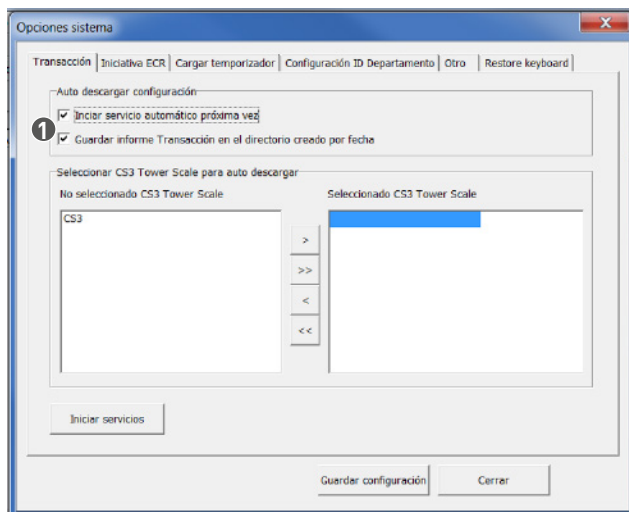 Opciones sistema
Transacción Iniciativa ECR Cargar temporizador Configuración ID Departamento Otro Restore keyboard
Auto descargar configuración
Inciar servicio automático próxima vez
1
Guardar informe Transacción en el directorio creado por fecha
Seleccionar CS3 Tower Scale para auto descargar
No seleccionado CS3 Tower Scale Seleccionado CS3 Tower Scale
CS3
>
>>
<
<<
Iniciar servicios
Guardar configuración Cerrar